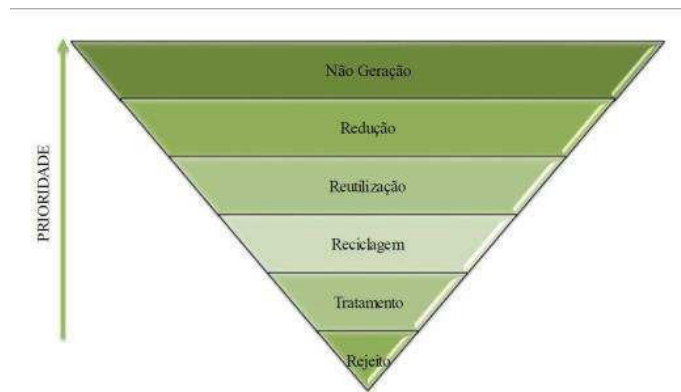 PRIORIDADE
Não Geração
Redução
Reutilização
Reciclagem
Tratamento
Rejeito